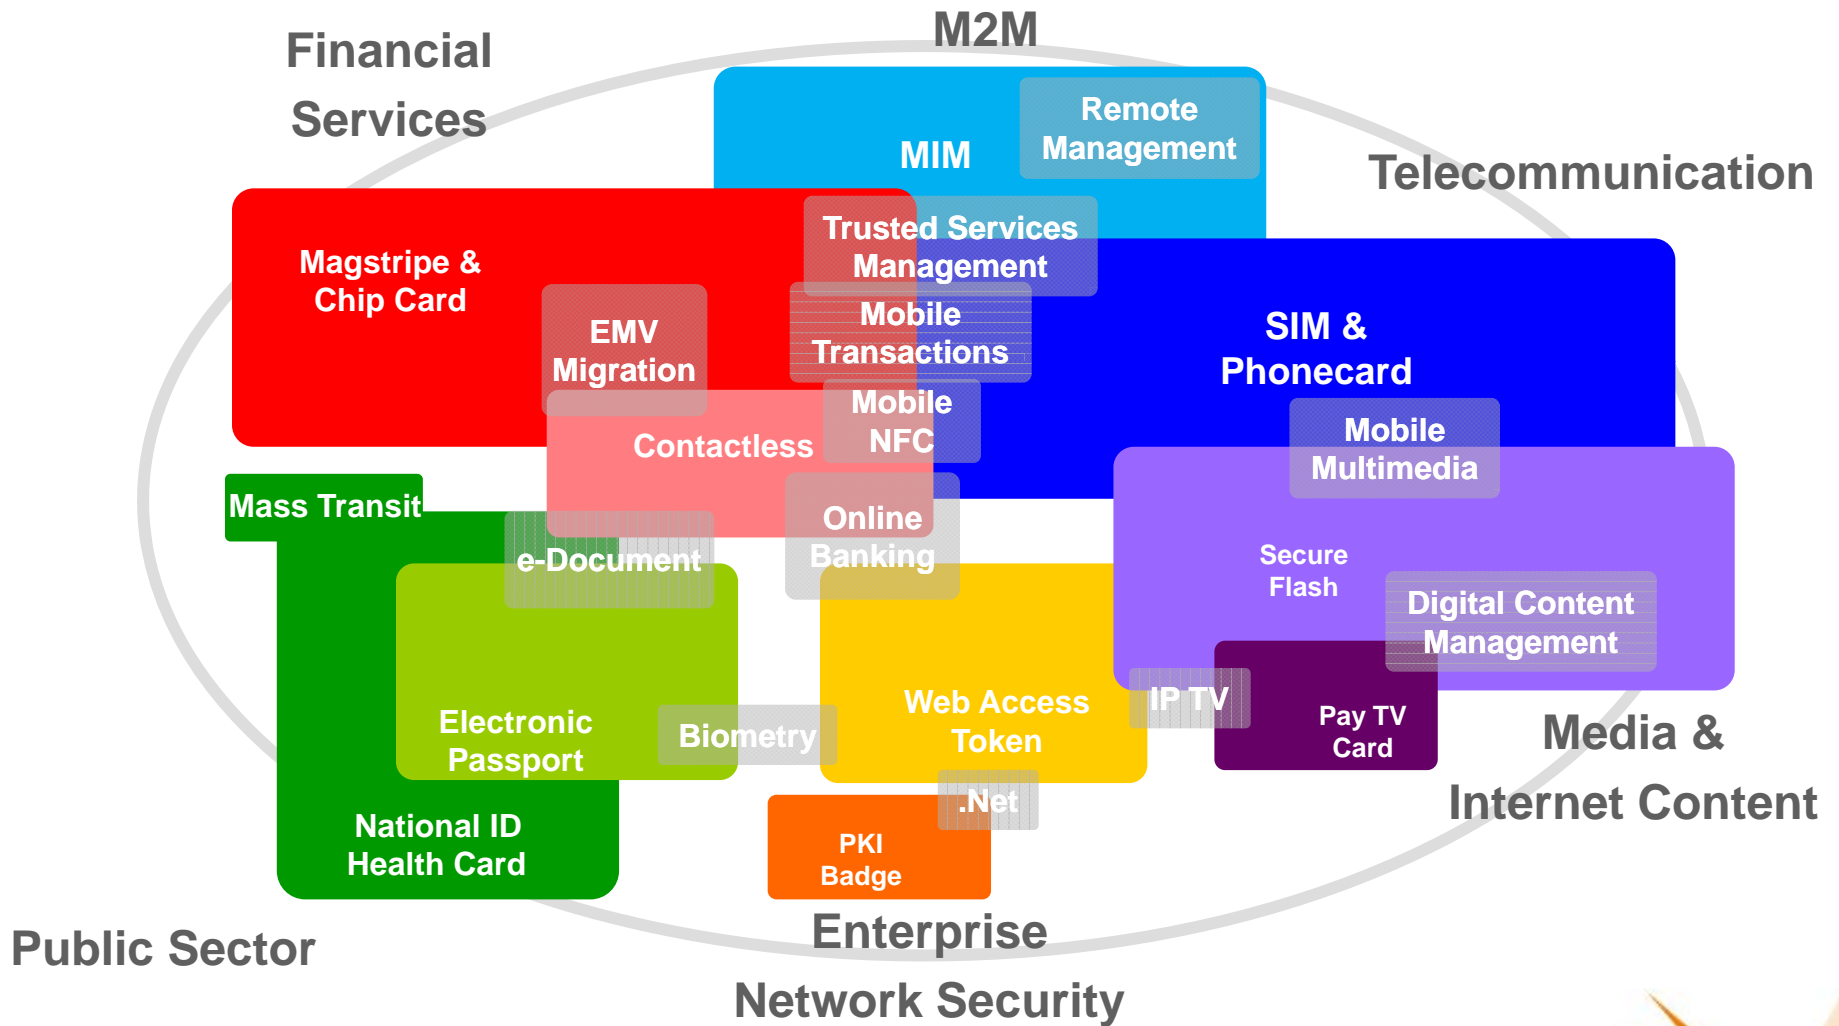 M2M
Financial
Services
Remote
Management
MIM
Telecommunication
Trusted Services
Management
Magstripe &
Chip Card
EMV
Migration
Mobile
Transactions
SIM &
Phonecard
Mobile
NFC
Contactless
Mobile
Multimedia
Mass Transit
Online
Banking
e-Document
Secure
Flash
Digital Content
Management
Electronic
Passport
Biometry
Web Access
Token
IP TV
Pay TV
Card
Media &
Internet Content
.Net
National ID
Health Card
PKI
Badge
Public Sector
Enterprise
Network Security